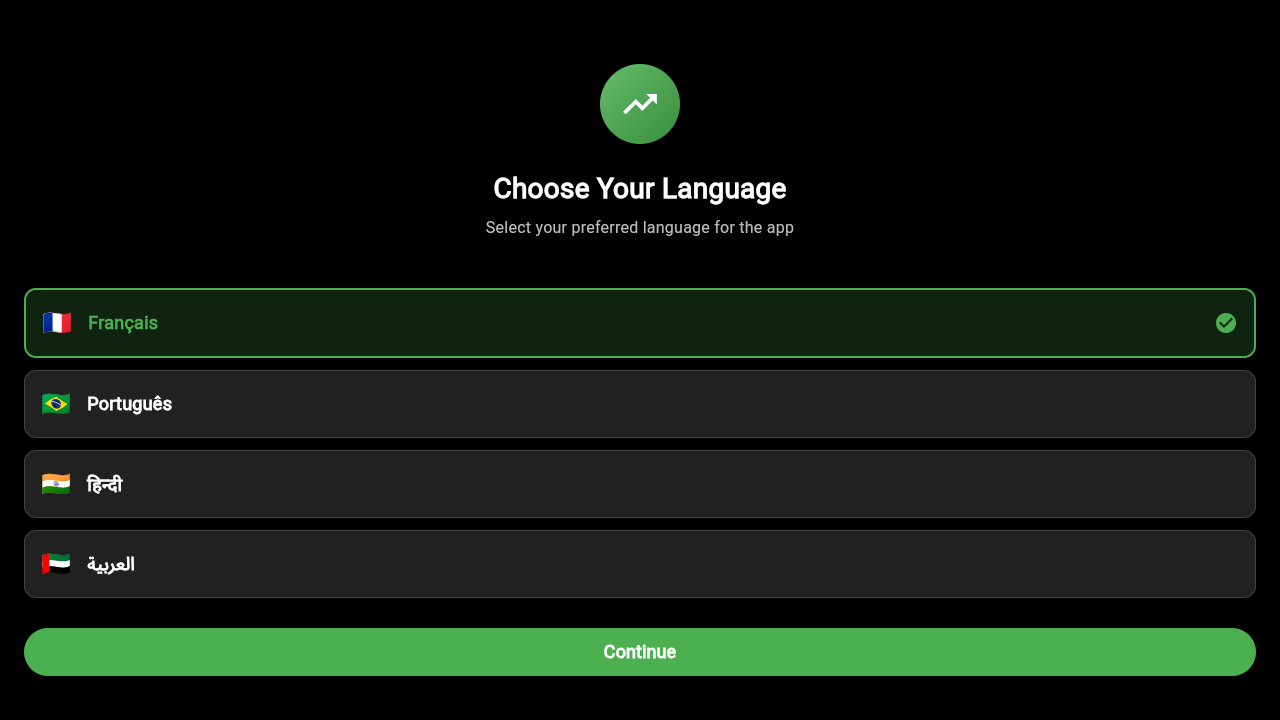 Choose Your Language
Select your preferred language for the app
Français
Português
हिन्दी
العربية
Continue